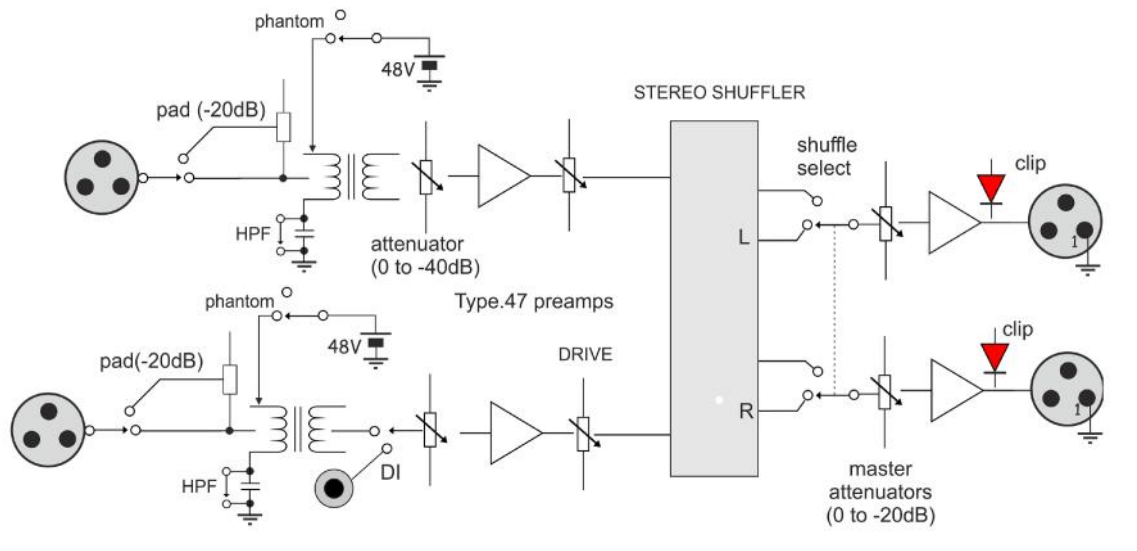 phantom
48V
pad (-20dB)
STEREO SHUFFLER
shuffle
select
clip
HPF
attenuator
(0 to -40dB)
L
1
phantom
Type.47 preamps
48V
pad(-20dB)
DRIVE
clip
R
1
DI
HPF
master
attenuators
(0 to -20dB)